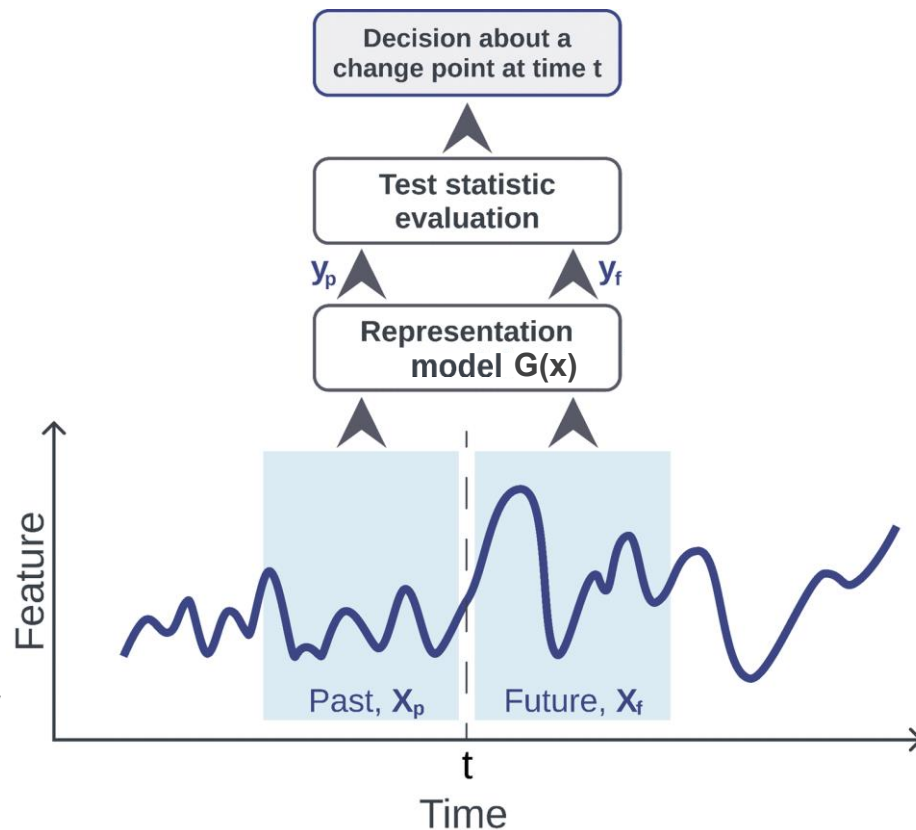 Decision about a
change point at time t
Test statistic
evaluation
yp
yf
Representation
model G(x)
Feature
Past, Xp
Future, Xf
t
Time